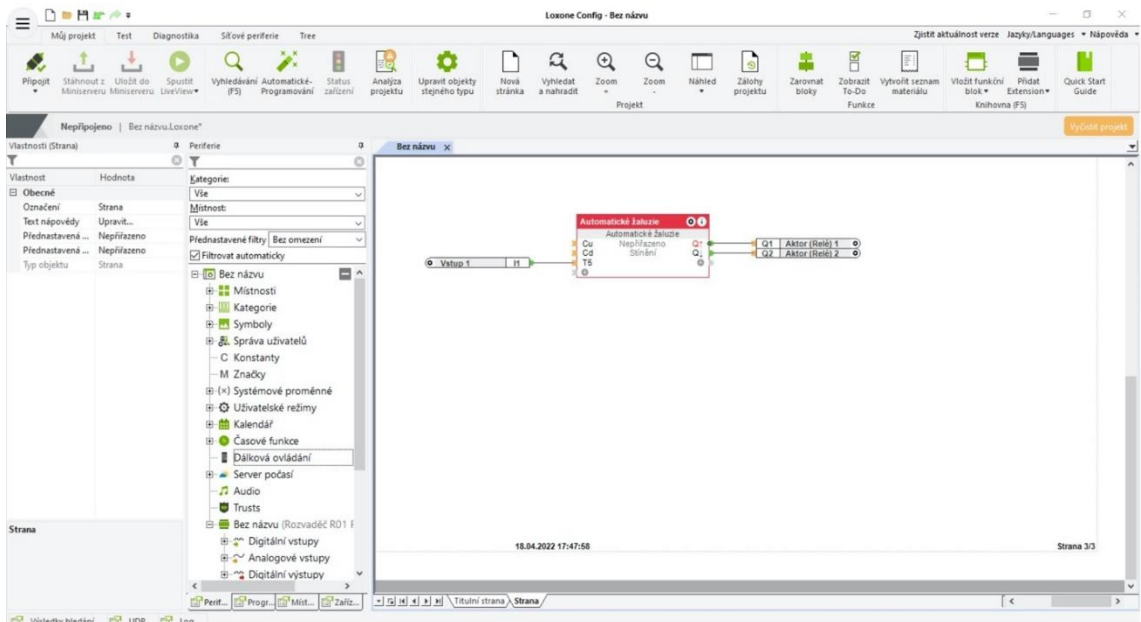 Loxone Config - Bez názvu
Můj projekt Test Diagnostika Síťové periferie Tree Zjistit aktuálnost verze Jazyky/Languages Nápověda
Připojit Stáhnout z Miniserveru Uložit do Miniserveru Spustit LiveView Vyhledávání (F5) Automatické-Programování Status zařízení Analýza projektu Upravit objekty stejného typu Nová stránka Vyhledat a nahradit Zoom + Zoom - Náhled Zálohy projektu Zarovnat bloky Zobrazit To-Do Vytvořit seznam materiálu Vložit funkční blok Přidat Extension Quick Start Guide
Projekt Funkce Knihovna (F5)
Nepřipojeno | Bez názvu.Loxone* Vyčistit projekt
Vlastnosti (Strana)
Vlastnost Hodnota
Obecné
Označení Strana
Text nápovědy Upravit...
Přednastavená ... Nepřiřazeno
Přednastavená ... Nepřiřazeno
Typ objektu Strana
Strana
Periferie
Kategorie:
Vše
Místnost:
Vše
Přednastavené filtry Bez omezení
Filtrovat automaticky
Bez názvu
Místnosti
Kategorie
Symboly
Správa uživatelů
C Konstanty
M Značky
(×) Systémové proměnné
Uživatelské režimy
Kalendář
Časové funkce
Dálková ovládání
Server počasí
Audio
Trusts
Bez názvu (Rozvaděč R01
Digitální vstupy
Analogové vstupy
Digitální výstupy
Perif... Progr... Míst... Zaříz...
Bez názvu x
Automatické žaluzie
Automatické žaluzie
Cu Nepřiřazeno Q↑
Cd Stínění Q↓
T5
Vstup 1 I1
Q1 Aktor (Relé) 1
Q2 Aktor (Relé) 2
18.04.2022 17:47:58 Strana 3/3
Titulní strana Strana
Výsledky hledání UDP Log